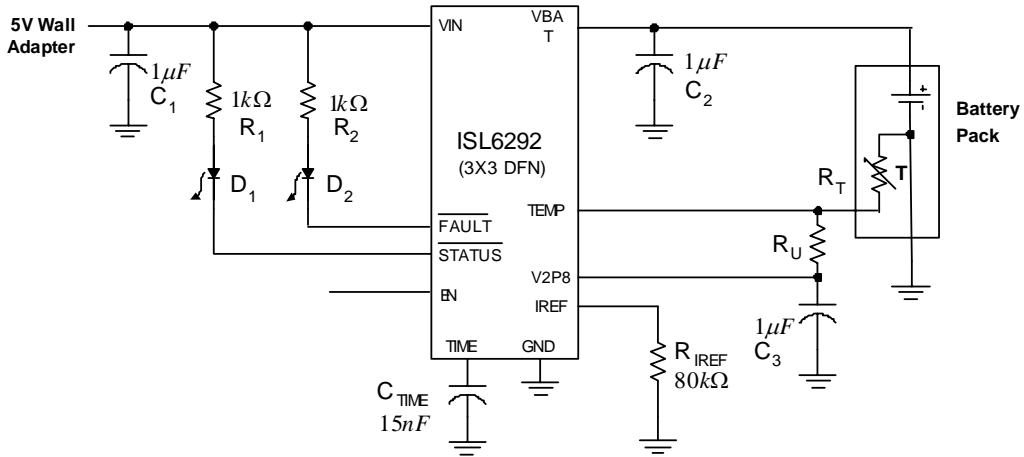 5V Wall
Adapter
1μF
C1
1kΩ
R1
1kΩ
R2
D1
D2
VIN
VBA
T
ISL6292
(3X3 DFN)
TEMP
FAULT
STATUS
V2P8
EN
IREF
TIME
GND
CTIME
15nF
RIREF
80kΩ
1μF
C2
1μF
C3
RU
RT
T
+
-
Battery
Pack